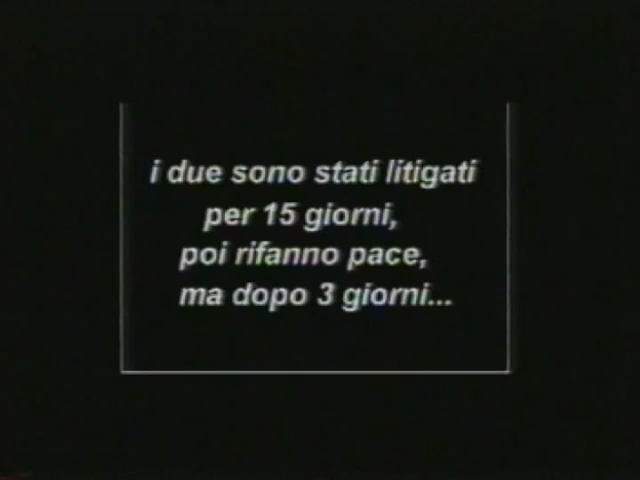 i due sono stati litigati
per 15 giorni,
poi rifanno pace,
ma dopo 3 giorni...